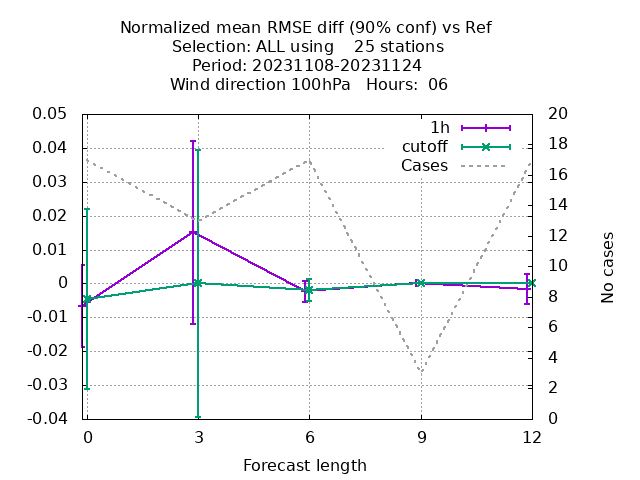 Normalized mean RMSE diff (90% conf) vs Ref
Selection: ALL using    25 stations
Period: 20231108-20231124
Wind direction 100hPa   Hours:  06
0.05
0.04
0.03
0.02
0.01
0
-0.01
-0.02
-0.03
-0.04
1h
cutoff
Cases
20
18
16
14
12
10
8
6
4
2
0
No cases
0 3 6 9 12
Forecast length